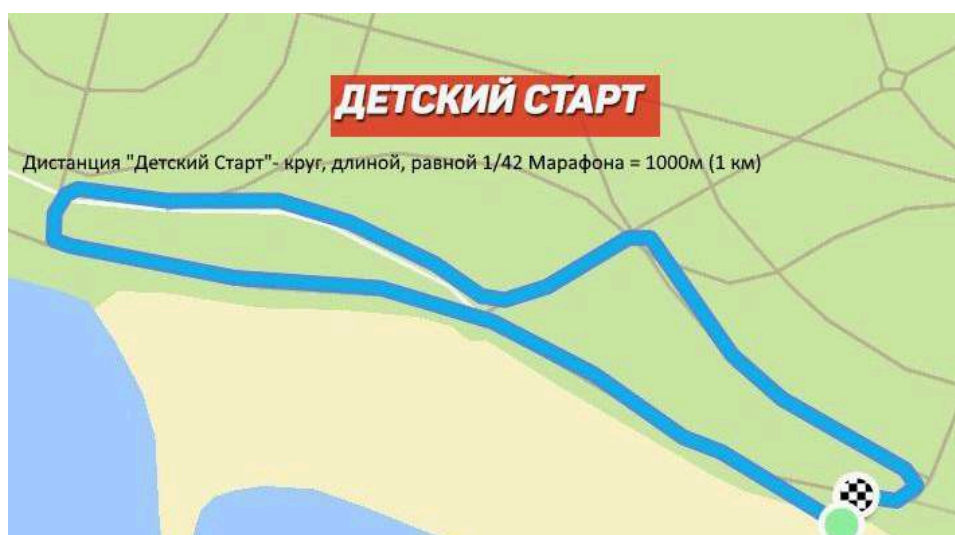 ДЕТСКИЙ СТАРТ
Дистанция "Детский Старт"- круг, длиной, равной 1/42 Марафона = 1000м (1 км)